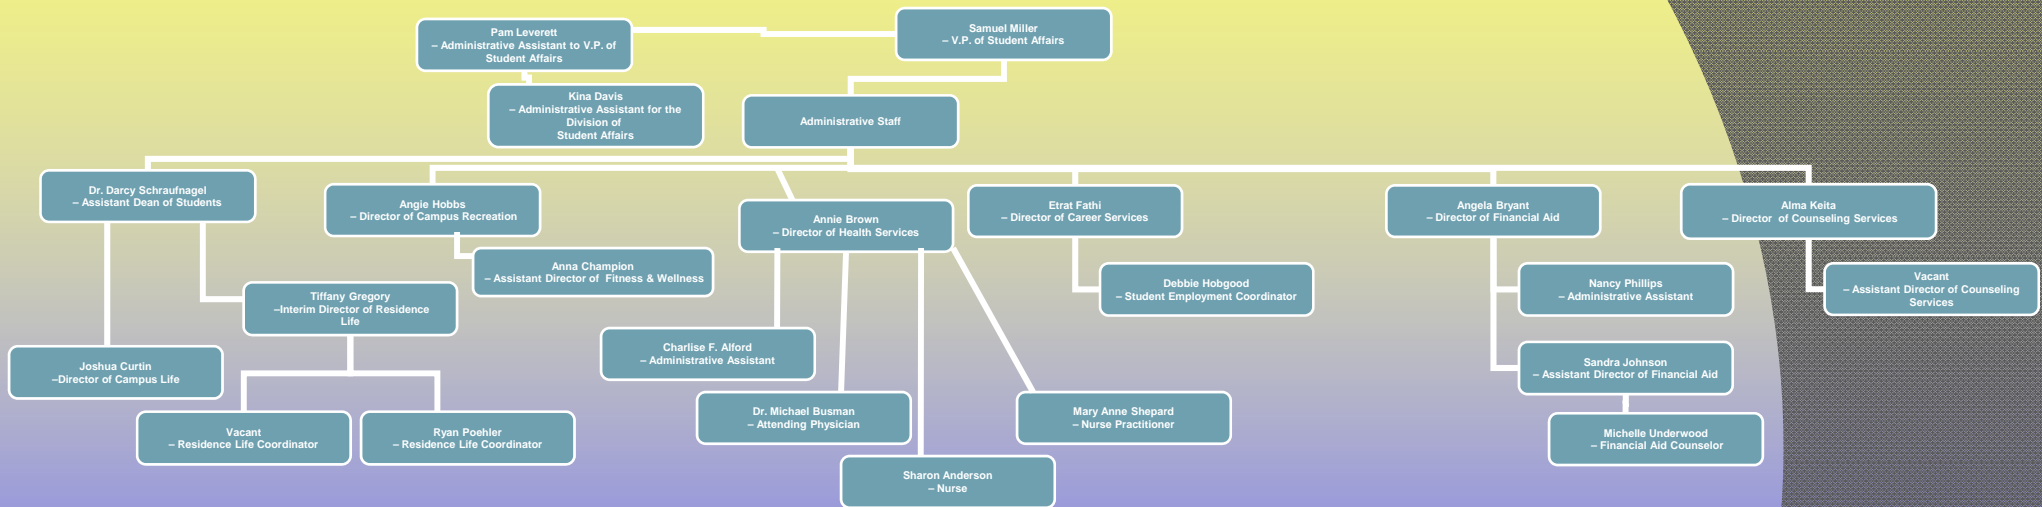 Pam Leverett
– Administrative Assistant to V.P. of
Student Affairs
Samuel Miller
– V.P. of Student Affairs
Kina Davis
– Administrative Assistant for the
Division of
Student Affairs
Administrative Staff
Dr. Darcy Schraufnagel
– Assistant Dean of Students
Angie Hobbs
– Director of Campus Recreation
Annie Brown
– Director of Health Services
Etrat Fathi
– Director of Career Services
Angela Bryant
– Director of Financial Aid
Alma Keita
– Director of Counseling Services
Anna Champion
– Assistant Director of Fitness & Wellness
Debbie Hobgood
– Student Employment Coordinator
Nancy Phillips
– Administrative Assistant
Vacant
– Assistant Director of Counseling
Services
Tiffany Gregory
–Interim Director of Residence
Life
Charlise F. Alford
– Administrative Assistant
Joshua Curtin
–Director of Campus Life
Sandra Johnson
– Assistant Director of Financial Aid
Vacant
– Residence Life Coordinator
Ryan Poehler
– Residence Life Coordinator
Dr. Michael Busman
– Attending Physician
Mary Anne Shepard
– Nurse Practitioner
Michelle Underwood
– Financial Aid Counselor
Sharon Anderson
– Nurse